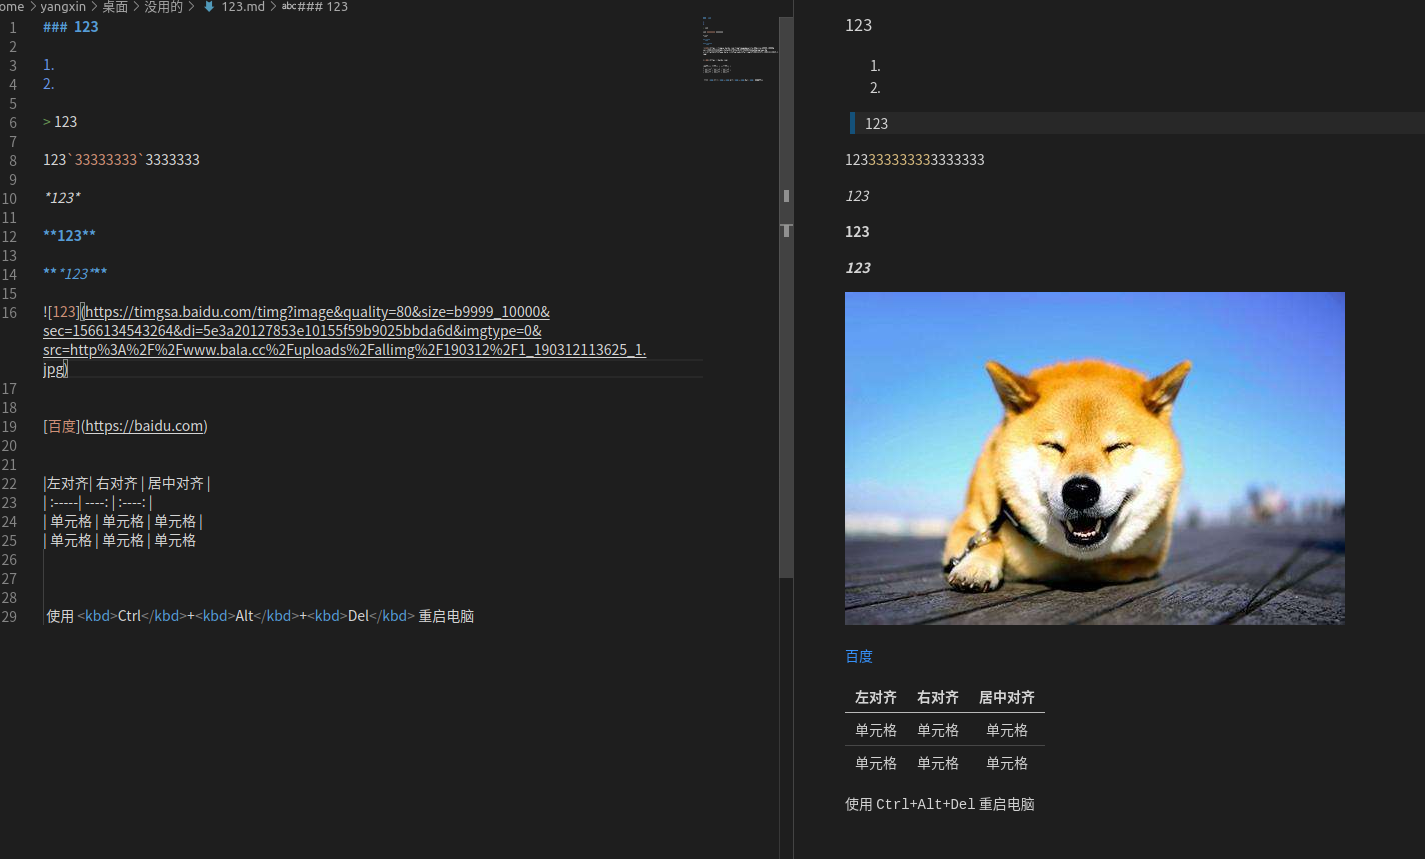 ome > yangxin > 桌面 > 没用的 > 123.md > abc ### 123
1 ### 123
2
3 1.
4 2.
5
6 > 123
7
8 123`33333333`3333333
9
10 *123*
11
12 **123**
13
14 ***123***
15
16 ![123](https://timgsa.baidu.com/timg?image&quality=80&size=b9999_10000&
sec=1566134543264&di=5e3a20127853e10155f59b9025bbda6d&imgtype=0&
src=http%3A%2F%2Fwww.bala.cc%2Fuploads%2Fallimg%2F190312%2F1_190312113625_1.
jpg)
17
18
19 [百度](https://baidu.com)
20
21
22 |左对齐| 右对齐 | 居中对齐 |
23 | :-----| ----: | :----: |
24 | 单元格 | 单元格 | 单元格 |
25 | 单元格 | 单元格 | 单元格
26
27
28
29 使用 <kbd>Ctrl</kbd>+<kbd>Alt</kbd>+<kbd>Del</kbd> 重启电脑
123
1.
2.
123
123333333333333333
123
123
123
百度
左对齐 右对齐 居中对齐
单元格 单元格 单元格
单元格 单元格 单元格
使用 Ctrl+Alt+Del 重启电脑